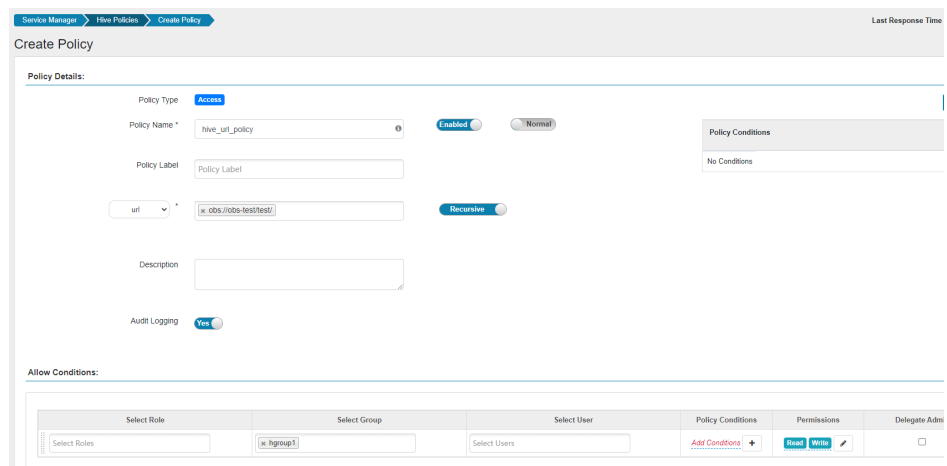 Service Manager Hive Policies Create Policy Last Response Time
Create Policy
Policy Details:
Policy Type Access
Policy Name * hive_url_policy Enabled Normal
Policy Conditions
No Conditions
Policy Label Policy Label
url * × obs://obs-test/test/ Recursive
Description
Audit Logging Yes
Allow Conditions:
Select Role Select Group Select User Policy Conditions Permissions Delegate Admi
Select Roles × hgroup1 Select Users Add Conditions + Read Write